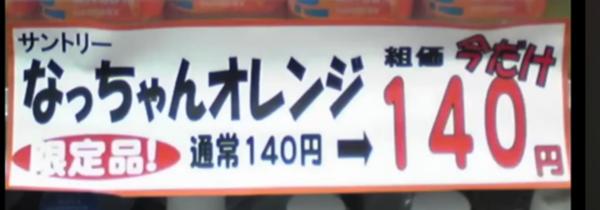 サントリー
なっちゃんオレンジ
組価 今だけ
限定品! 通常140円 ➡ 140円